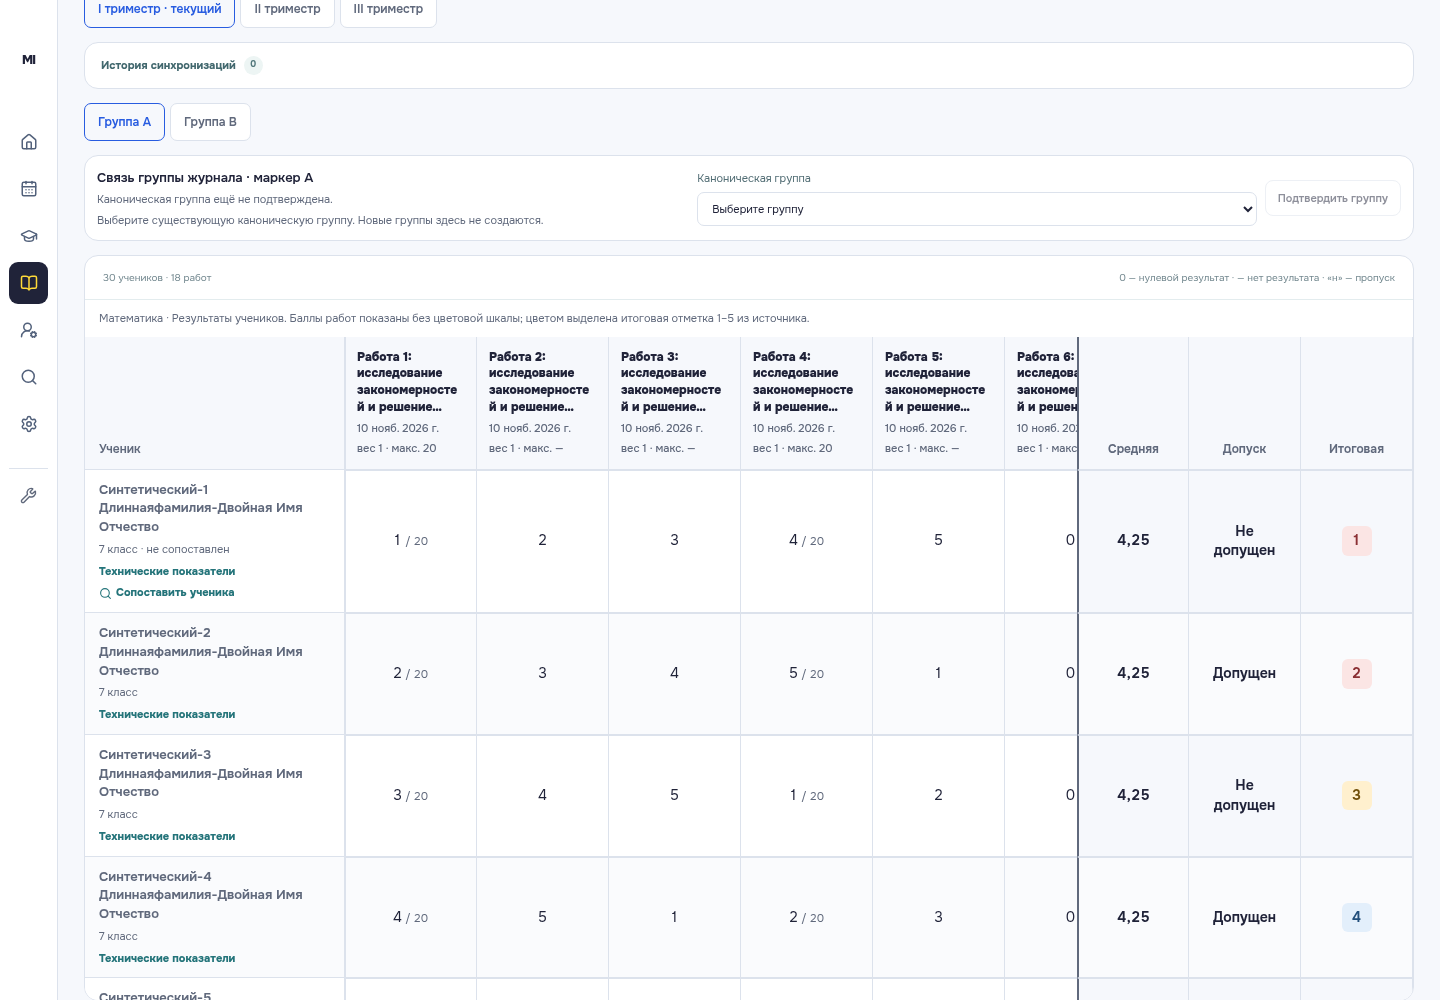 I триместр · текущий
II триместр
III триместр
MI
История синхронизаций 0
Группа A
Группа B
Связь группы журнала · маркер A
Каноническая группа ещё не подтверждена.
Выберите существующую каноническую группу. Новые группы здесь не создаются.
Каноническая группа
Выберите группу
Подтвердить группу
30 учеников · 18 работ
0 — нулевой результат · — нет результата · «н» — пропуск
Математика · Результаты учеников. Баллы работ показаны без цветовой шкалы; цветом выделена итоговая отметка 1–5 из источника.
Ученик
Работа 1:
исследование
закономерносте
й и решение…
10 нояб. 2026 г.
вес 1 · макс. 20
Работа 2:
исследование
закономерносте
й и решение…
10 нояб. 2026 г.
вес 1 · макс. —
Работа 3:
исследование
закономерносте
й и решение…
10 нояб. 2026 г.
вес 1 · макс. —
Работа 4:
исследование
закономерносте
й и решение…
10 нояб. 2026 г.
вес 1 · макс. 20
Работа 5:
исследование
закономерносте
й и решение…
10 нояб. 2026 г.
вес 1 · макс. —
Работа 6:
исследова
закономер
й и решен
10 нояб. 202
вес 1 · макс
Средняя
Допуск
Итоговая
Синтетический-1
Длиннаяфамилия-Двойная Имя
Отчество
7 класс · не сопоставлен
Технические показатели
Сопоставить ученика
1 / 20
2
3
4 / 20
5
0
4,25
Не
допущен
1
Синтетический-2
Длиннаяфамилия-Двойная Имя
Отчество
7 класс
Технические показатели
2 / 20
3
4
5 / 20
1
0
4,25
Допущен
2
Синтетический-3
Длиннаяфамилия-Двойная Имя
Отчество
7 класс
Технические показатели
3 / 20
4
5
1 / 20
2
0
4,25
Не
допущен
3
Синтетический-4
Длиннаяфамилия-Двойная Имя
Отчество
7 класс
Технические показатели
4 / 20
5
1
2 / 20
3
0
4,25
Допущен
4
Синтетический-5